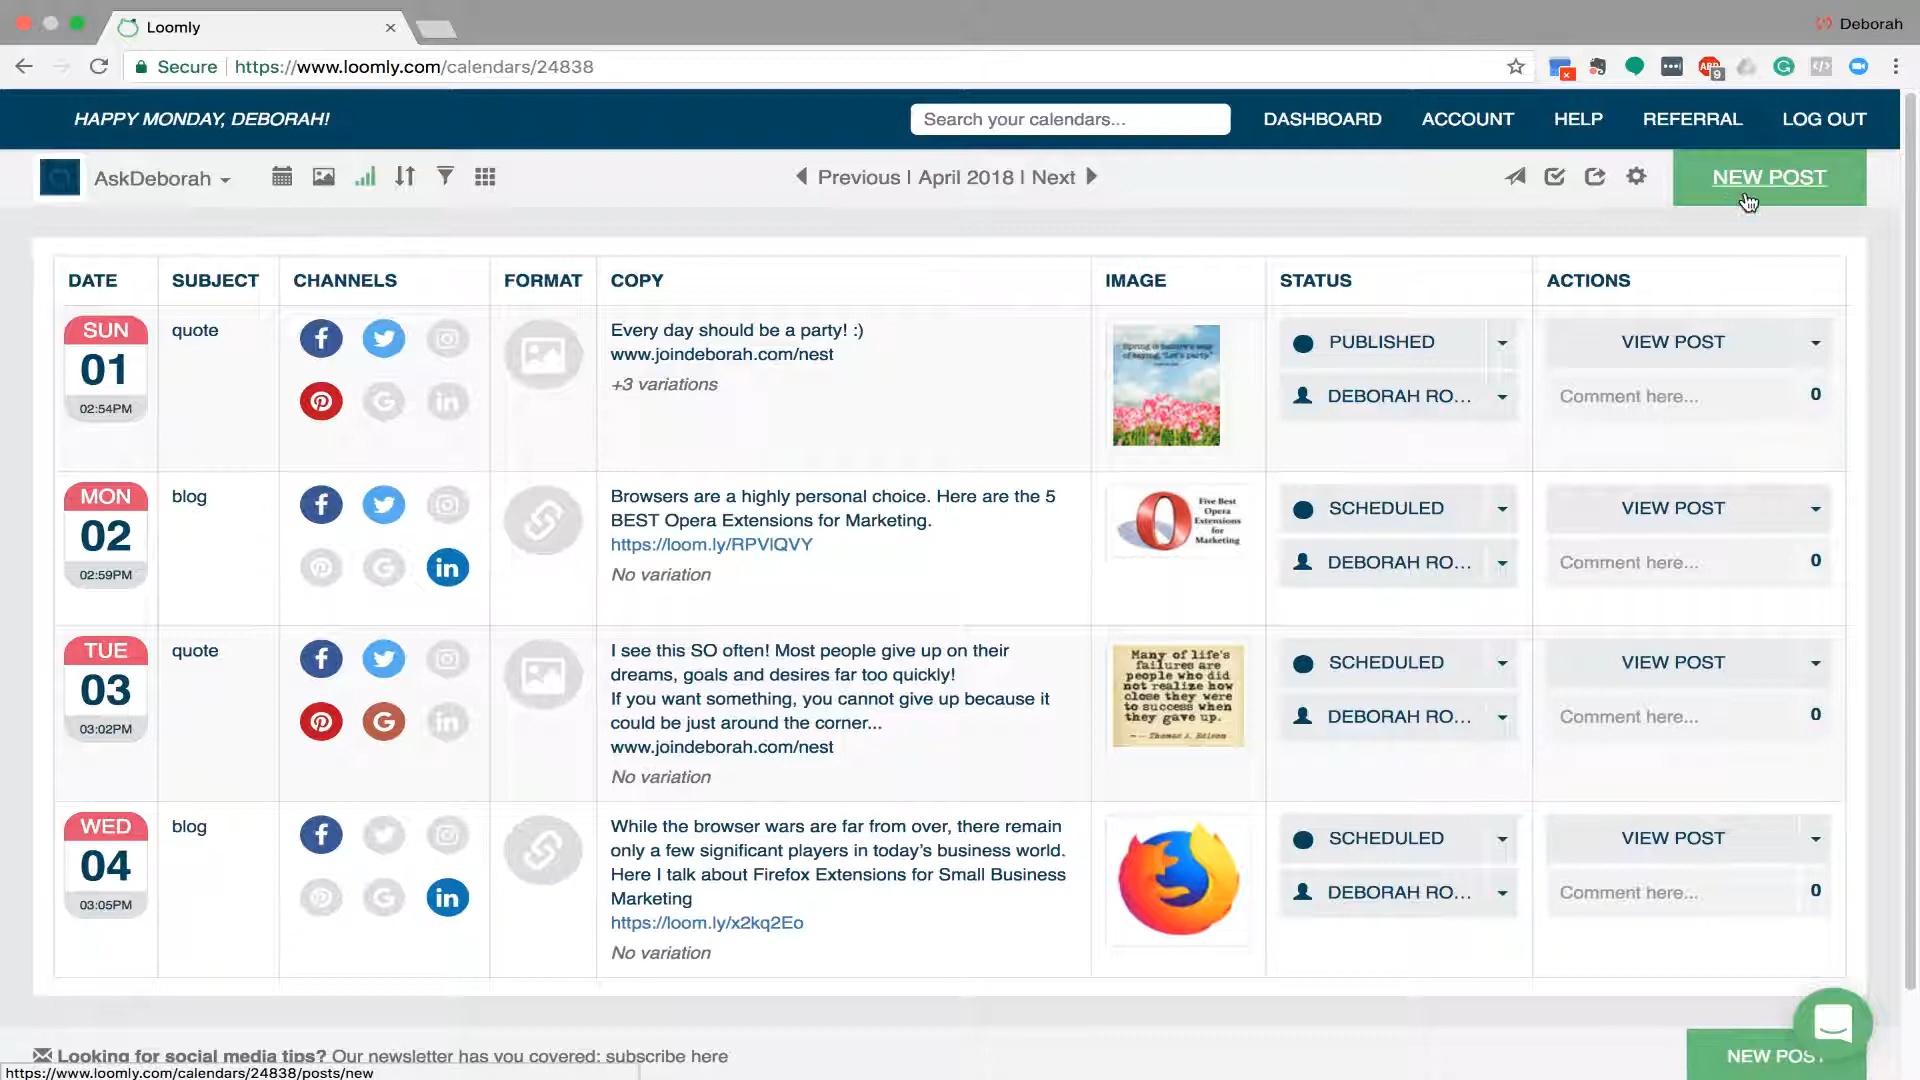 Loomly
Deborah
Secure https://www.loomly.com/calendars/24838
ABP
9
HAPPY MONDAY, DEBORAH!
Search your calendars...
DASHBOARD
ACCOUNT
HELP
REFERRAL
LOG OUT
AskDeborah
Previous | April 2018 | Next
NEW POST
DATE
SUBJECT
CHANNELS
FORMAT
COPY
IMAGE
STATUS
ACTIONS
SUN
01
02:54PM
quote
Every day should be a party! :)
www.joindeborah.com/nest
+3 variations
PUBLISHED
DEBORAH RO...
VIEW POST
Comment here...
0
MON
02
02:59PM
blog
Browsers are a highly personal choice. Here are the 5
BEST Opera Extensions for Marketing.
https://loom.ly/RPVlQVY
No variation
Five Best
Opera
Extensions
for
Marketing
SCHEDULED
DEBORAH RO...
VIEW POST
Comment here...
0
TUE
03
03:02PM
quote
I see this SO often! Most people give up on their
dreams, goals and desires far too quickly!
If you want something, you cannot give up because it
could be just around the corner...
www.joindeborah.com/nest
No variation
Many of life's
failures are
people who did
not realize how
close they were
to success when
they gave up.
-- Thomas A. Edison
SCHEDULED
DEBORAH RO...
VIEW POST
Comment here...
0
WED
04
03:05PM
blog
While the browser wars are far from over, there remain
only a few significant players in today's business world.
Here I talk about Firefox Extensions for Small Business
Marketing
https://loom.ly/x2kq2Eo
No variation
SCHEDULED
DEBORAH RO...
VIEW POST
Comment here...
0
Looking for social media tips? Our newsletter has you covered: subscribe here
NEW POST
https://www.loomly.com/calendars/24838/posts/new